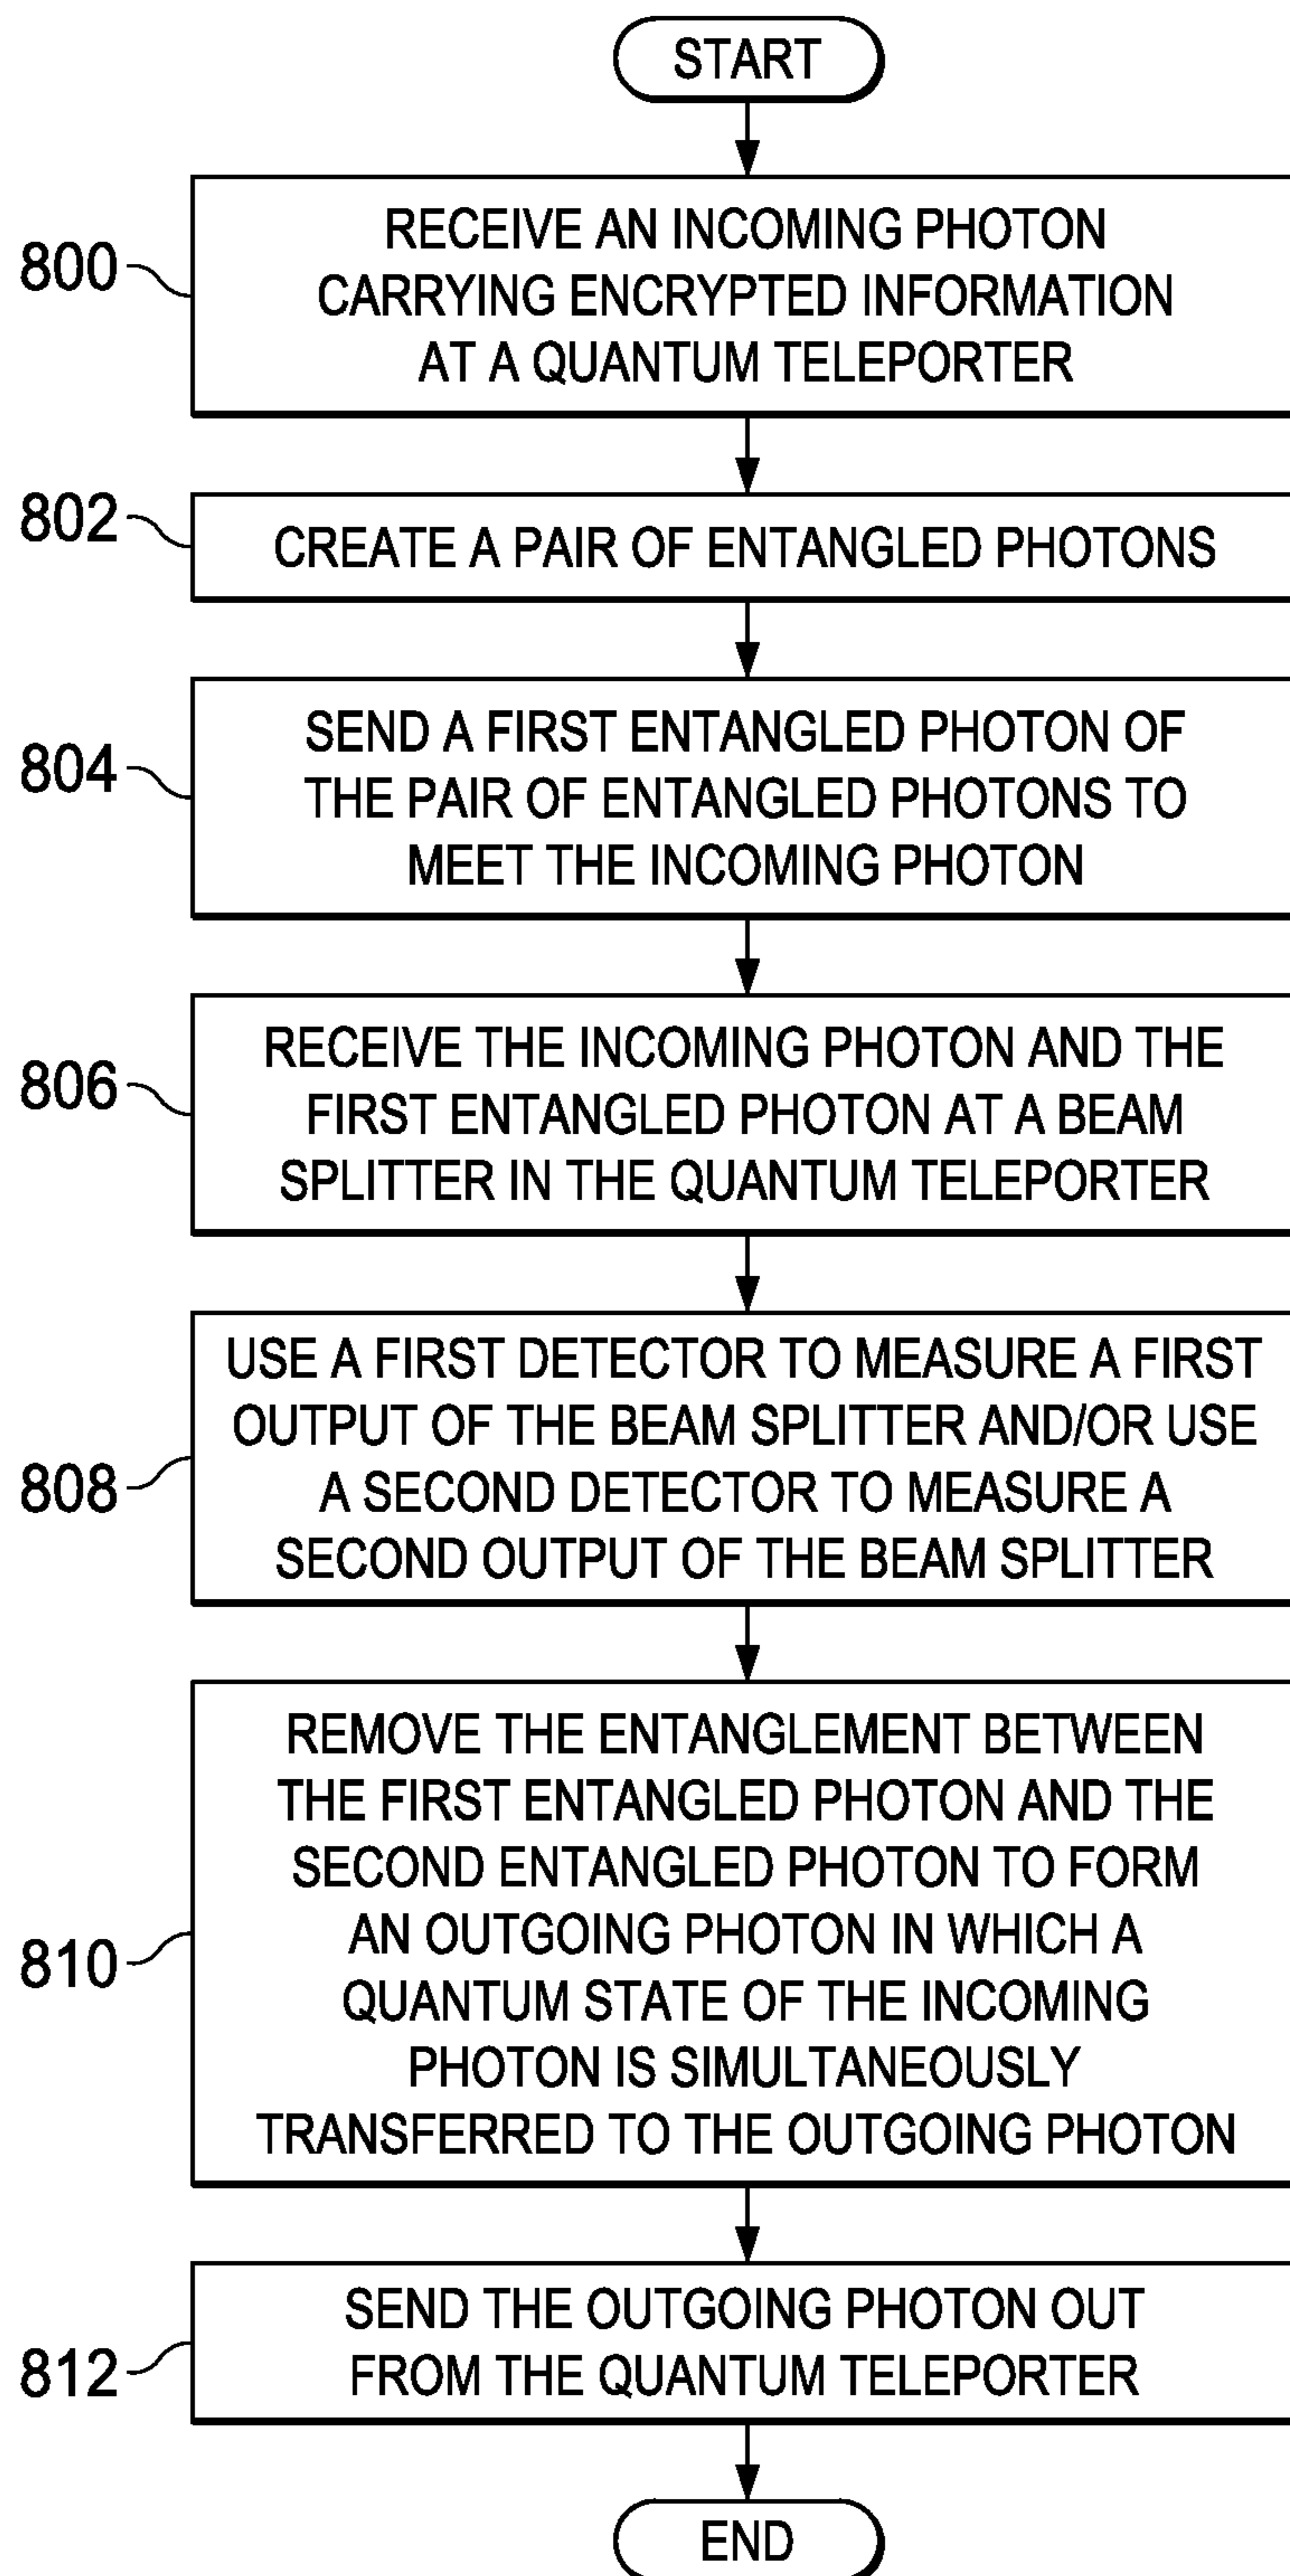 START
800
RECEIVE AN INCOMING PHOTON
CARRYING ENCRYPTED INFORMATION
AT A QUANTUM TELEPORTER
802
CREATE A PAIR OF ENTANGLED PHOTONS
804
SEND A FIRST ENTANGLED PHOTON OF
THE PAIR OF ENTANGLED PHOTONS TO
MEET THE INCOMING PHOTON
806
RECEIVE THE INCOMING PHOTON AND THE
FIRST ENTANGLED PHOTON AT A BEAM
SPLITTER IN THE QUANTUM TELEPORTER
808
USE A FIRST DETECTOR TO MEASURE A FIRST
OUTPUT OF THE BEAM SPLITTER AND/OR USE
A SECOND DETECTOR TO MEASURE A
SECOND OUTPUT OF THE BEAM SPLITTER
810
REMOVE THE ENTANGLEMENT BETWEEN
THE FIRST ENTANGLED PHOTON AND THE
SECOND ENTANGLED PHOTON TO FORM
AN OUTGOING PHOTON IN WHICH A
QUANTUM STATE OF THE INCOMING
PHOTON IS SIMULTANEOUSLY
TRANSFERRED TO THE OUTGOING PHOTON
812
SEND THE OUTGOING PHOTON OUT
FROM THE QUANTUM TELEPORTER
END